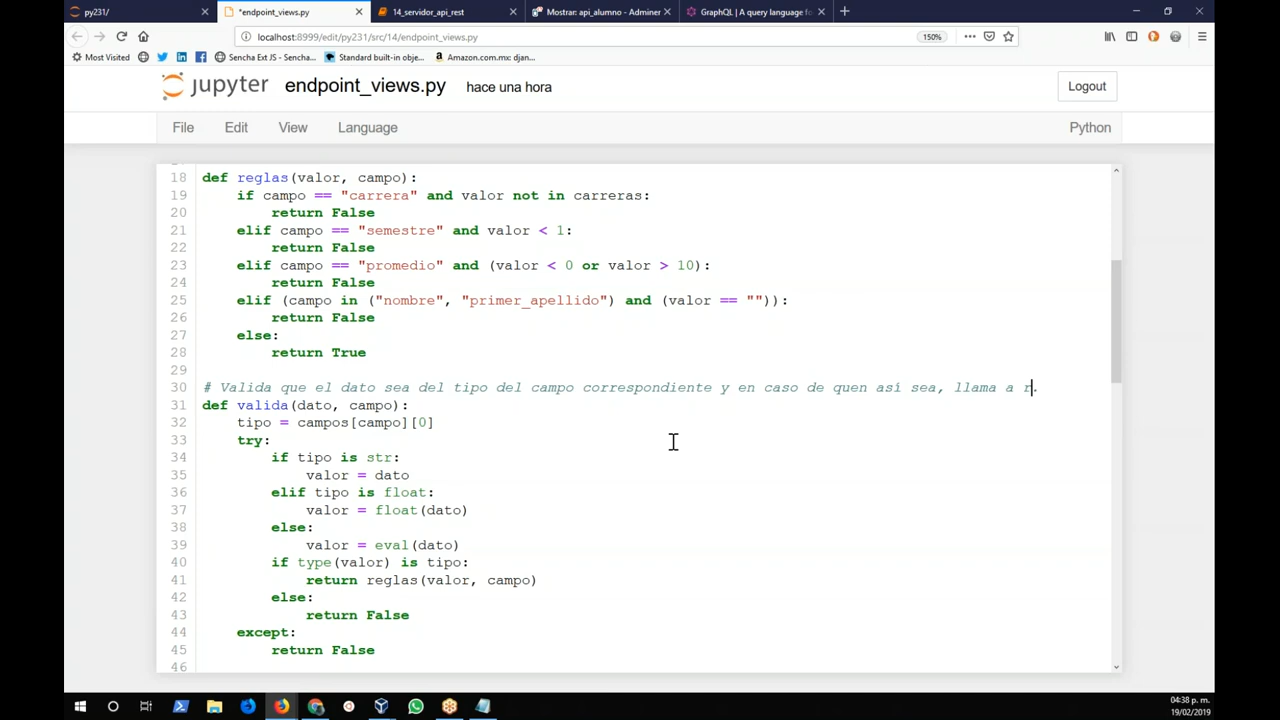 py231/
*endpoint_views.py
14_servidor_api_rest
Mostrar: api_alumno - Adminer
GraphQL | A query language fo
localhost:8999/edit/py231/src/14/endpoint_views.py
150%
Most Visited
Sencha Ext JS - Sencha...
Standard built-in obje...
Amazon.com.mx: djan...
jupyter endpoint_views.py hace una hora
Logout
File Edit View Language
Python
18 def reglas(valor, campo):
19 if campo == "carrera" and valor not in carreras:
20 return False
21 elif campo == "semestre" and valor < 1:
22 return False
23 elif campo == "promedio" and (valor < 0 or valor > 10):
24 return False
25 elif (campo in ("nombre", "primer_apellido") and (valor == "")):
26 return False
27 else:
28 return True
29
30 # Valida que el dato sea del tipo del campo correspondiente y en caso de quen así sea, llama a r.
31 def valida(dato, campo):
32 tipo = campos[campo][0]
33 try:
34 if tipo is str:
35 valor = dato
36 elif tipo is float:
37 valor = float(dato)
38 else:
39 valor = eval(dato)
40 if type(valor) is tipo:
41 return reglas(valor, campo)
42 else:
43 return False
44 except:
45 return False
46
04:38 p. m.
19/02/2019